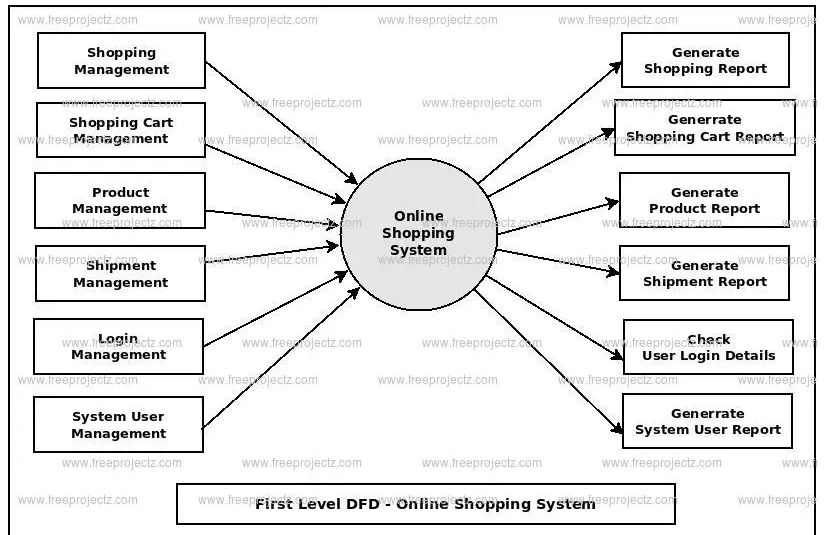 Shopping
Management
Shopping Cart
Management
Product
Management
Shipment
Management
Login
Management
System User
Management
Online
Shopping
System
Generate
Shopping Report
Generrate
Shopping Cart Report
Generate
Product Report
Generate
Shipment Report
Check
User Login Details
Generrate
System User Report
First Level DFD - Online Shopping System
www.freeprojectz.com